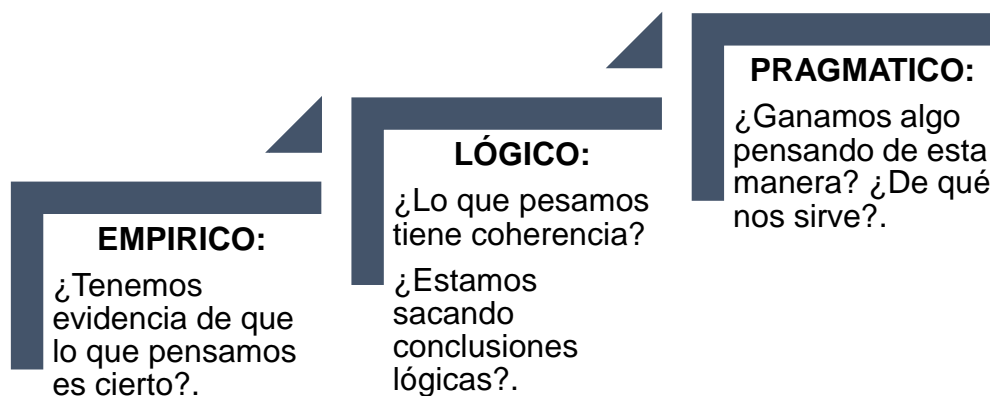 EMPIRICO:
¿Tenemos
evidencia de que
lo que pensamos
es cierto?.
LÓGICO:
¿Lo que pesamos
tiene coherencia?
¿Estamos
sacando
conclusiones
lógicas?.
PRAGMATICO:
¿Ganamos algo
pensando de esta
manera? ¿De qué
nos sirve?.